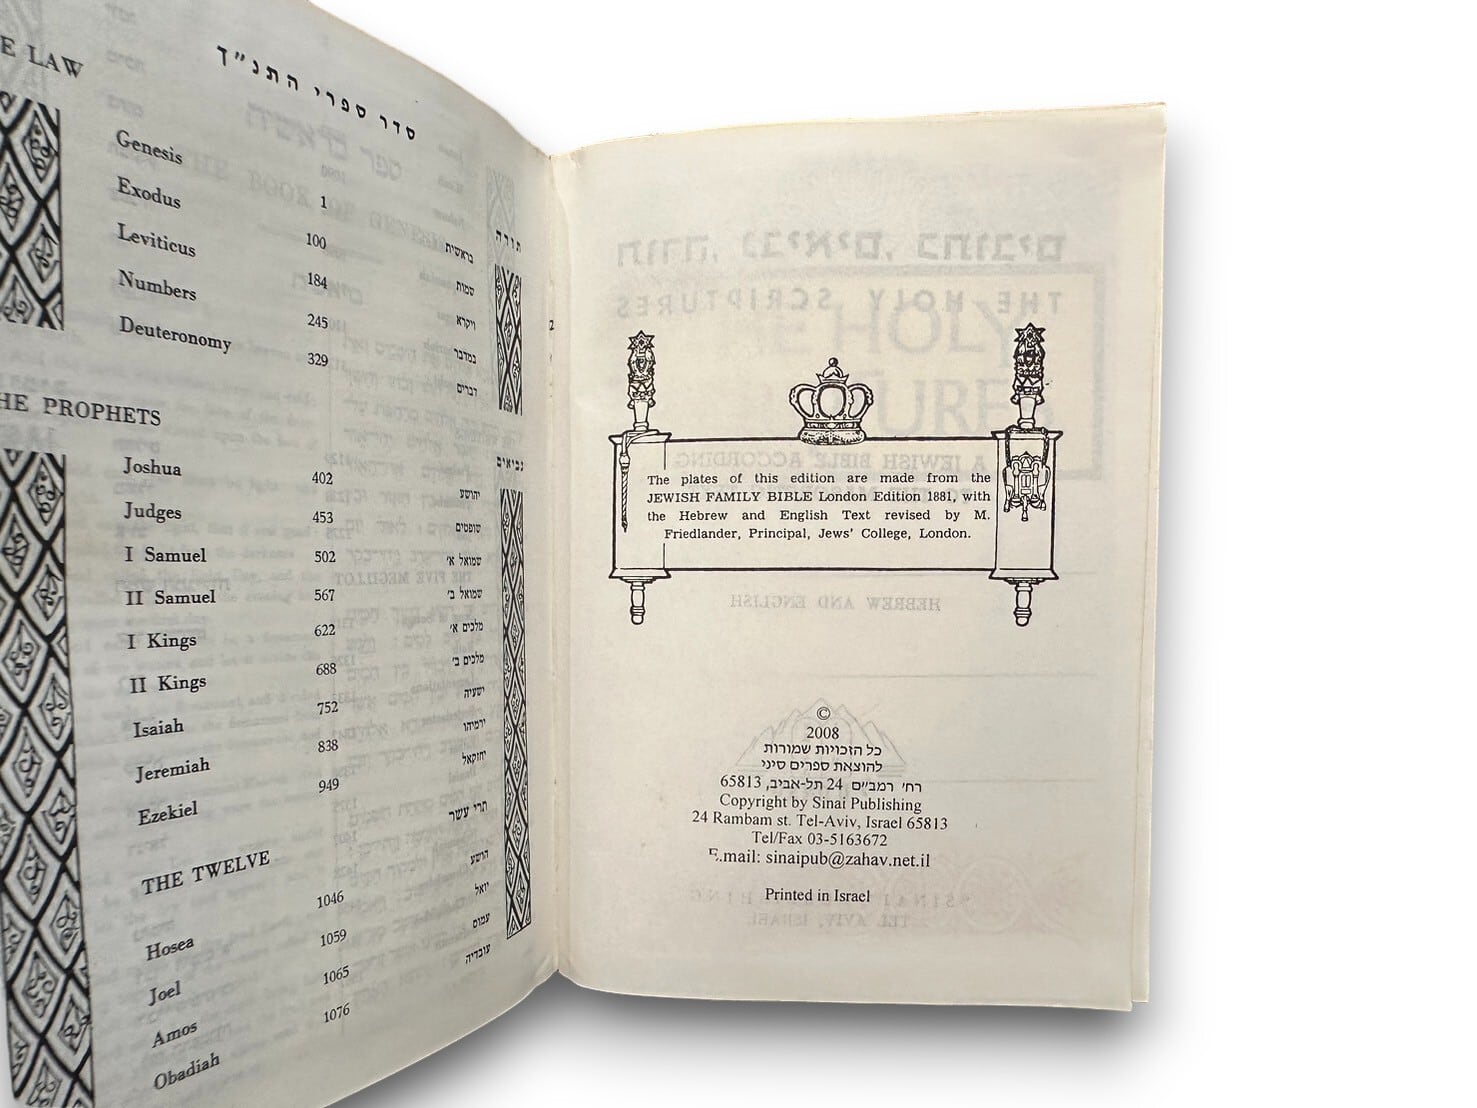 E LAW
סדר ספרי התנ״ך
תורה
Genesis 1 בראשית
Exodus 100 שמות
Leviticus 184 ויקרא
Numbers 245 במדבר
Deuteronomy 329 דברים
HE PROPHETS
נביאים
Joshua 402 יהושע
Judges 453 שופטים
I Samuel 502 שמואל א׳
II Samuel 567 שמואל ב׳
I Kings 622 מלכים א׳
II Kings 688 מלכים ב׳
Isaiah 752 ישעיה
Jeremiah 838 ירמיהו
Ezekiel 949 יחזקאל
THE TWELVE תרי עשר
Hosea 1046 הושע
Joel 1059 יואל
Amos 1065 עמוס
Obadiah 1076 עובדיה
The plates of this edition are made from the
JEWISH FAMILY BIBLE London Edition 1881, with
the Hebrew and English Text revised by M.
Friedlander, Principal, Jews' College, London.
©
2008
כל הזכויות שמורות
להוצאת ספרים סיני
רח׳ רמב״ם 24 תל-אביב, 65813
Copyright by Sinai Publishing
24 Rambam st. Tel-Aviv, Israel 65813
Tel/Fax 03-5163672
E.mail: sinaipub@zahav.net.il
Printed in Israel